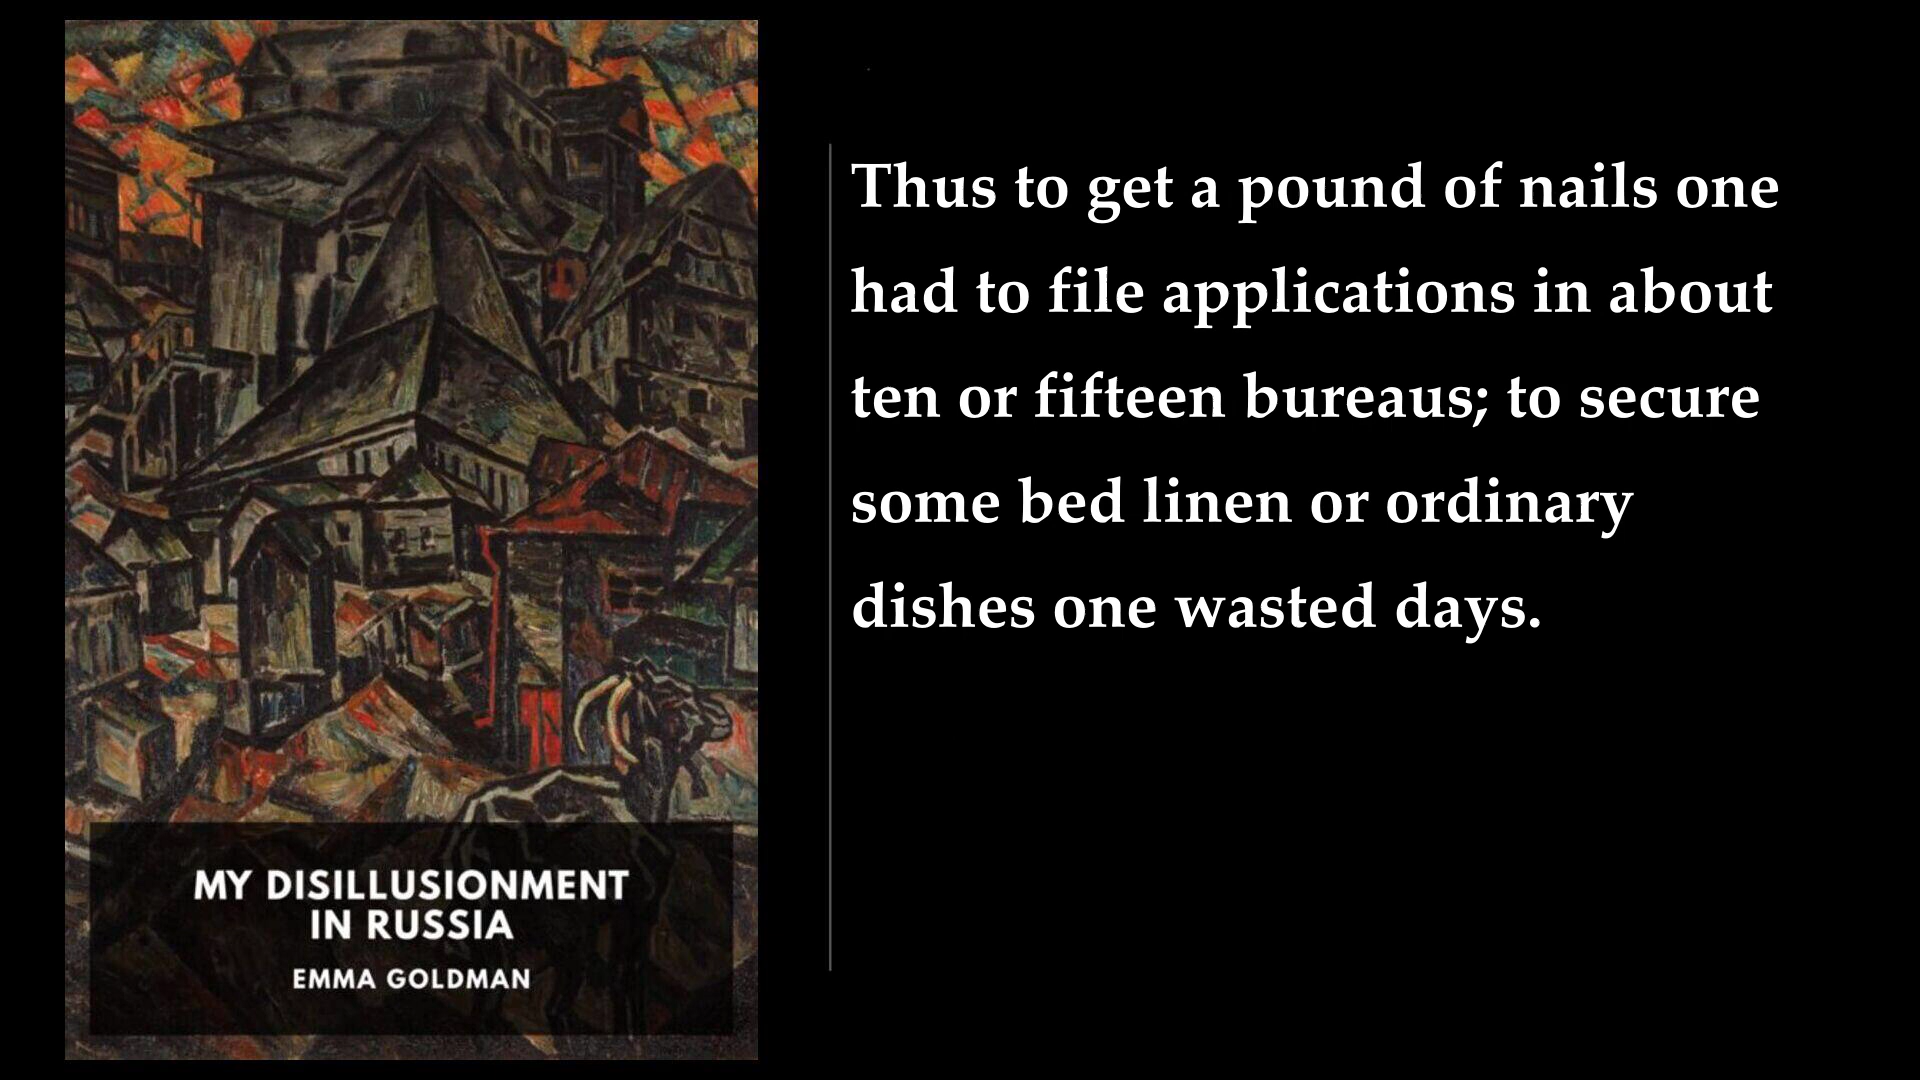 MY DISILLUSIONMENT
IN RUSSIA
EMMA GOLDMAN
Thus to get a pound of nails one
had to file applications in about
ten or fifteen bureaus; to secure
some bed linen or ordinary
dishes one wasted days.